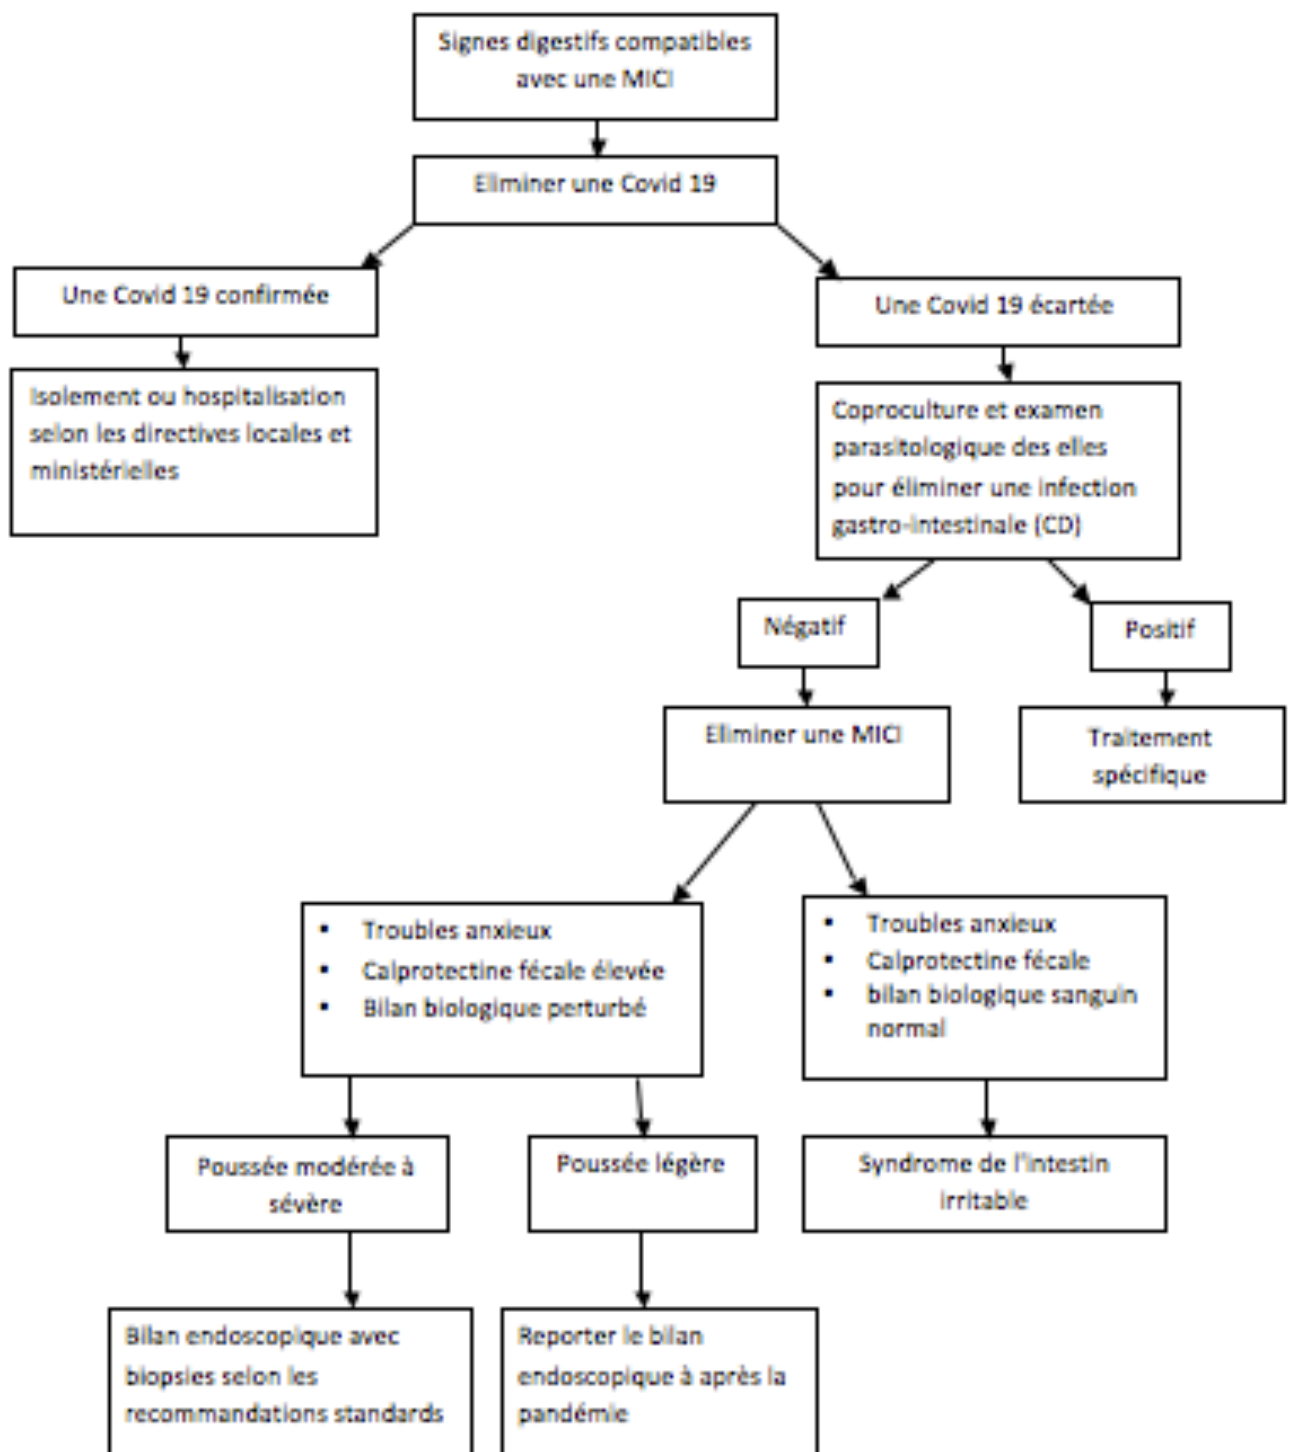 Signes digestifs compatibles
avec une MICI
Eliminer une Covid 19
Une Covid 19 confirmée
Une Covid 19 écartée
Isolement ou hospitalisation
selon les directives locales et
ministérielles
Coproculture et examen
parasitologique des elles
pour éliminer une infection
gastro-intestinale (CD)
Négatif
Positif
Eliminer une MICI
Traitement
spécifique
▪ Troubles anxieux
▪ Calprotectine fécale élevée
▪ Bilan biologique perturbé
▪ Troubles anxieux
▪ Calprotectine fécale
▪ bilan biologique sanguin
normal
Poussée modérée à
sévère
Poussée légère
Syndrome de l'intestin
irritable
Bilan endoscopique avec
biopsies selon les
recommandations standards
Reporter le bilan
endoscopique à après la
pandémie